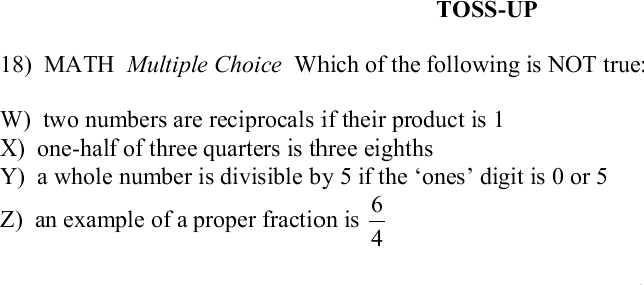 TOSS-UP
18) MATH Multiple Choice Which of the following is NOT true:
W) two numbers are reciprocals if their product is 1
X) one-half of three quarters is three eighths
Y) a whole number is divisible by 5 if the ‘ones’ digit is 0 or 5
Z) an example of a proper fraction is 6/4